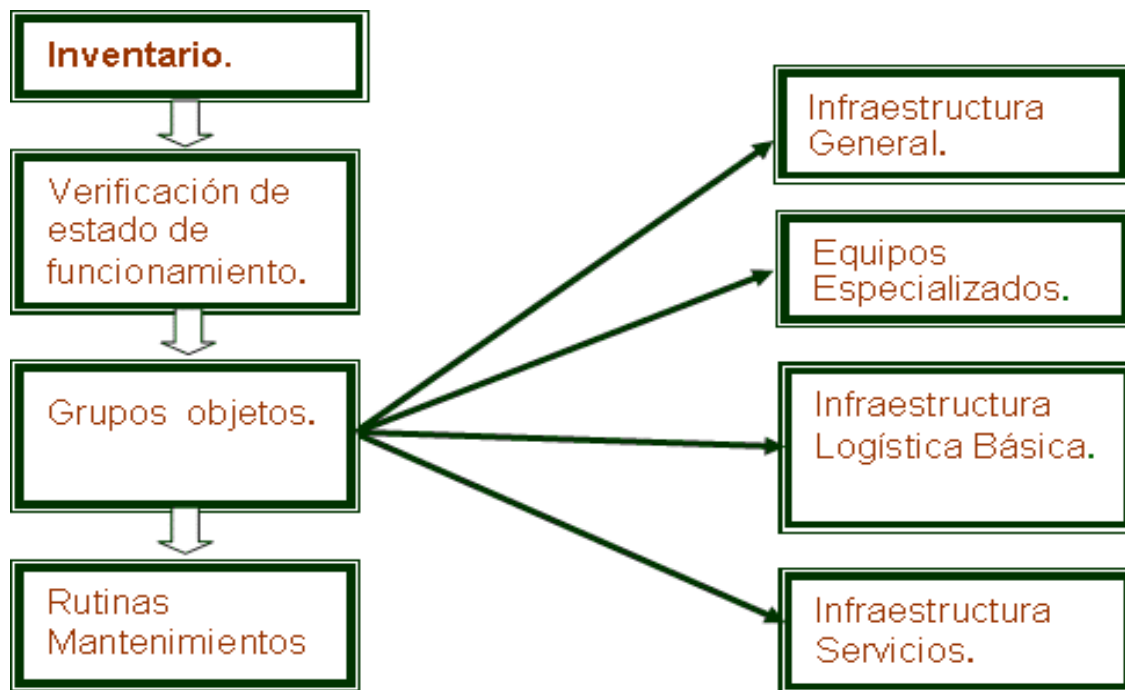 Inventario.
Verificación de
estado de
funcionamiento.
Grupos objetos.
Rutinas
Mantenimientos
Infraestructura
General.
Equipos
Especializados.
Infraestructura
Logística Básica.
Infraestructura
Servicios.